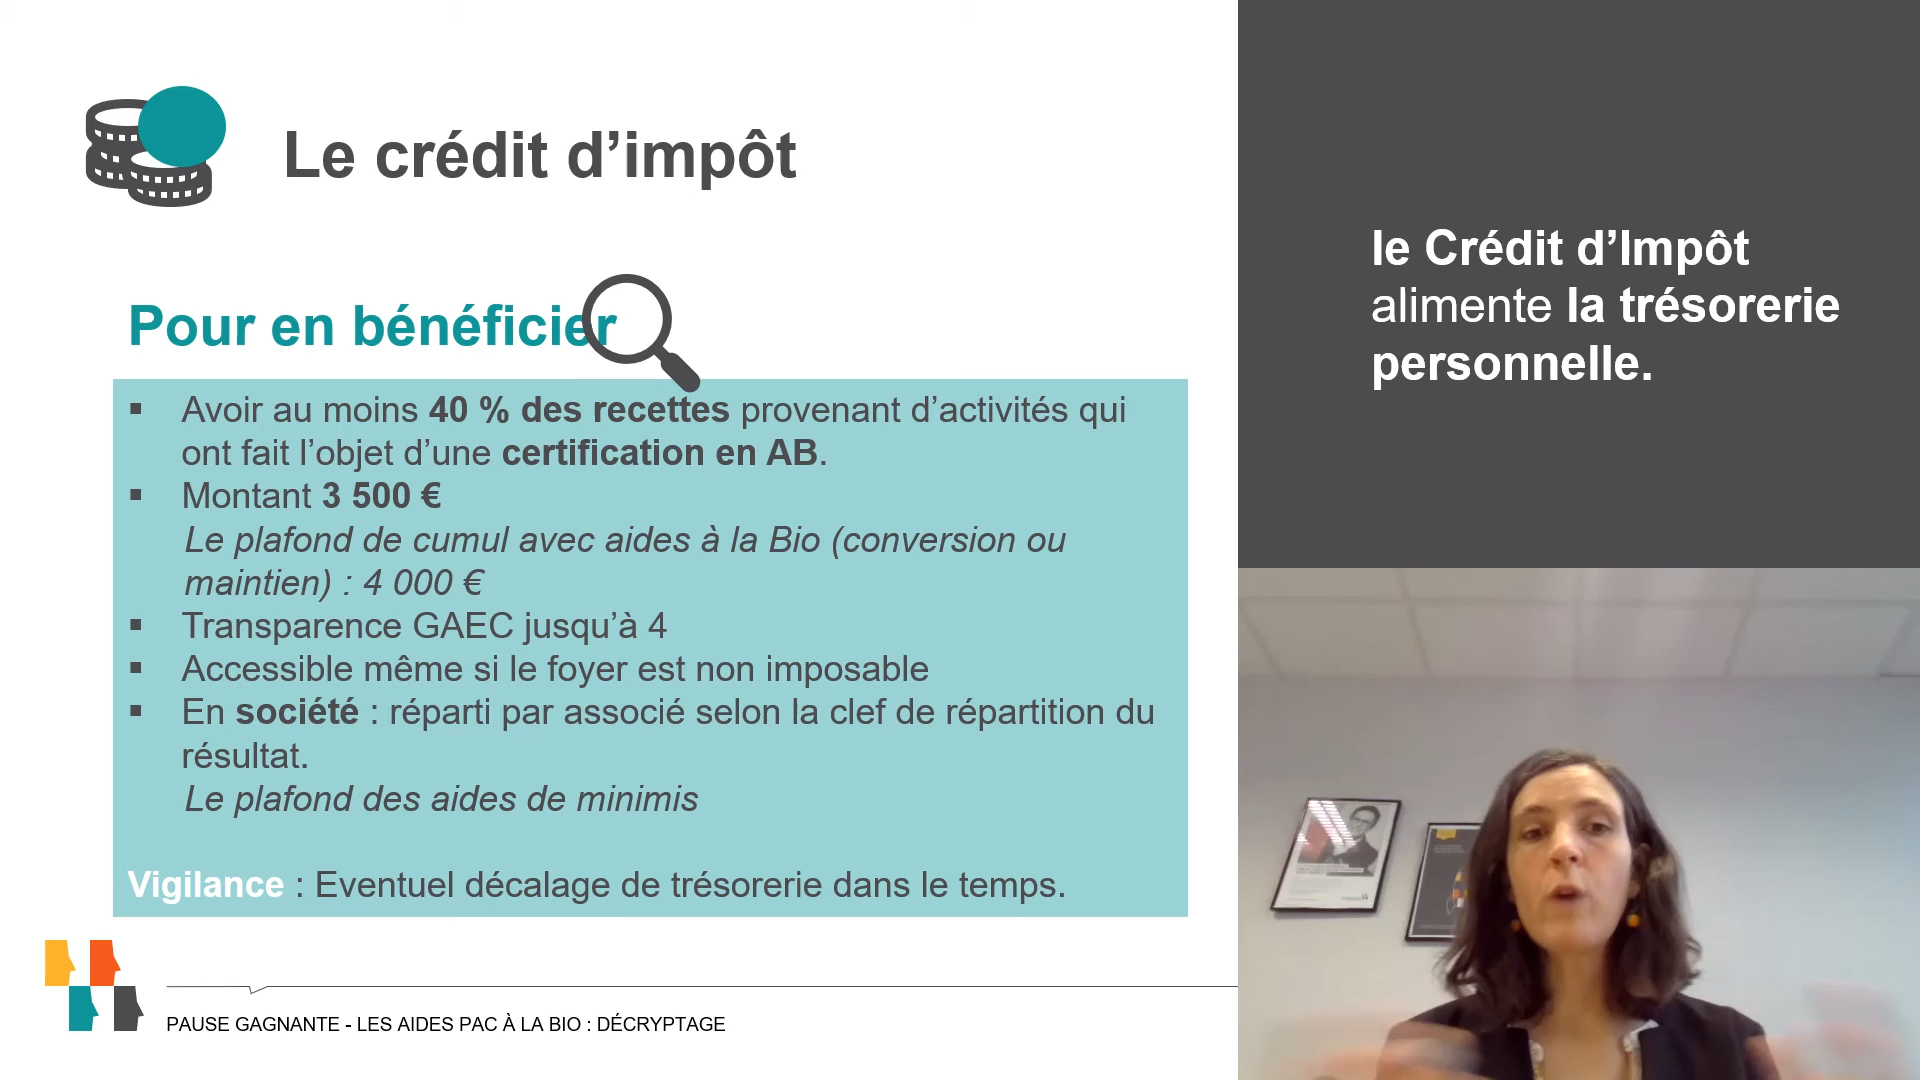 Le crédit d’impôt
Pour en bénéficier
▪ Avoir au moins 40 % des recettes provenant d’activités qui
ont fait l’objet d’une certification en AB.
▪ Montant 3 500 €
Le plafond de cumul avec aides à la Bio (conversion ou
maintien) : 4 000 €
▪ Transparence GAEC jusqu’à 4
▪ Accessible même si le foyer est non imposable
▪ En société : réparti par associé selon la clef de répartition du
résultat.
Le plafond des aides de minimis
Vigilance : Eventuel décalage de trésorerie dans le temps.
PAUSE GAGNANTE - LES AIDES PAC À LA BIO : DÉCRYPTAGE
le Crédit d’Impôt
alimente la trésorerie
personnelle.